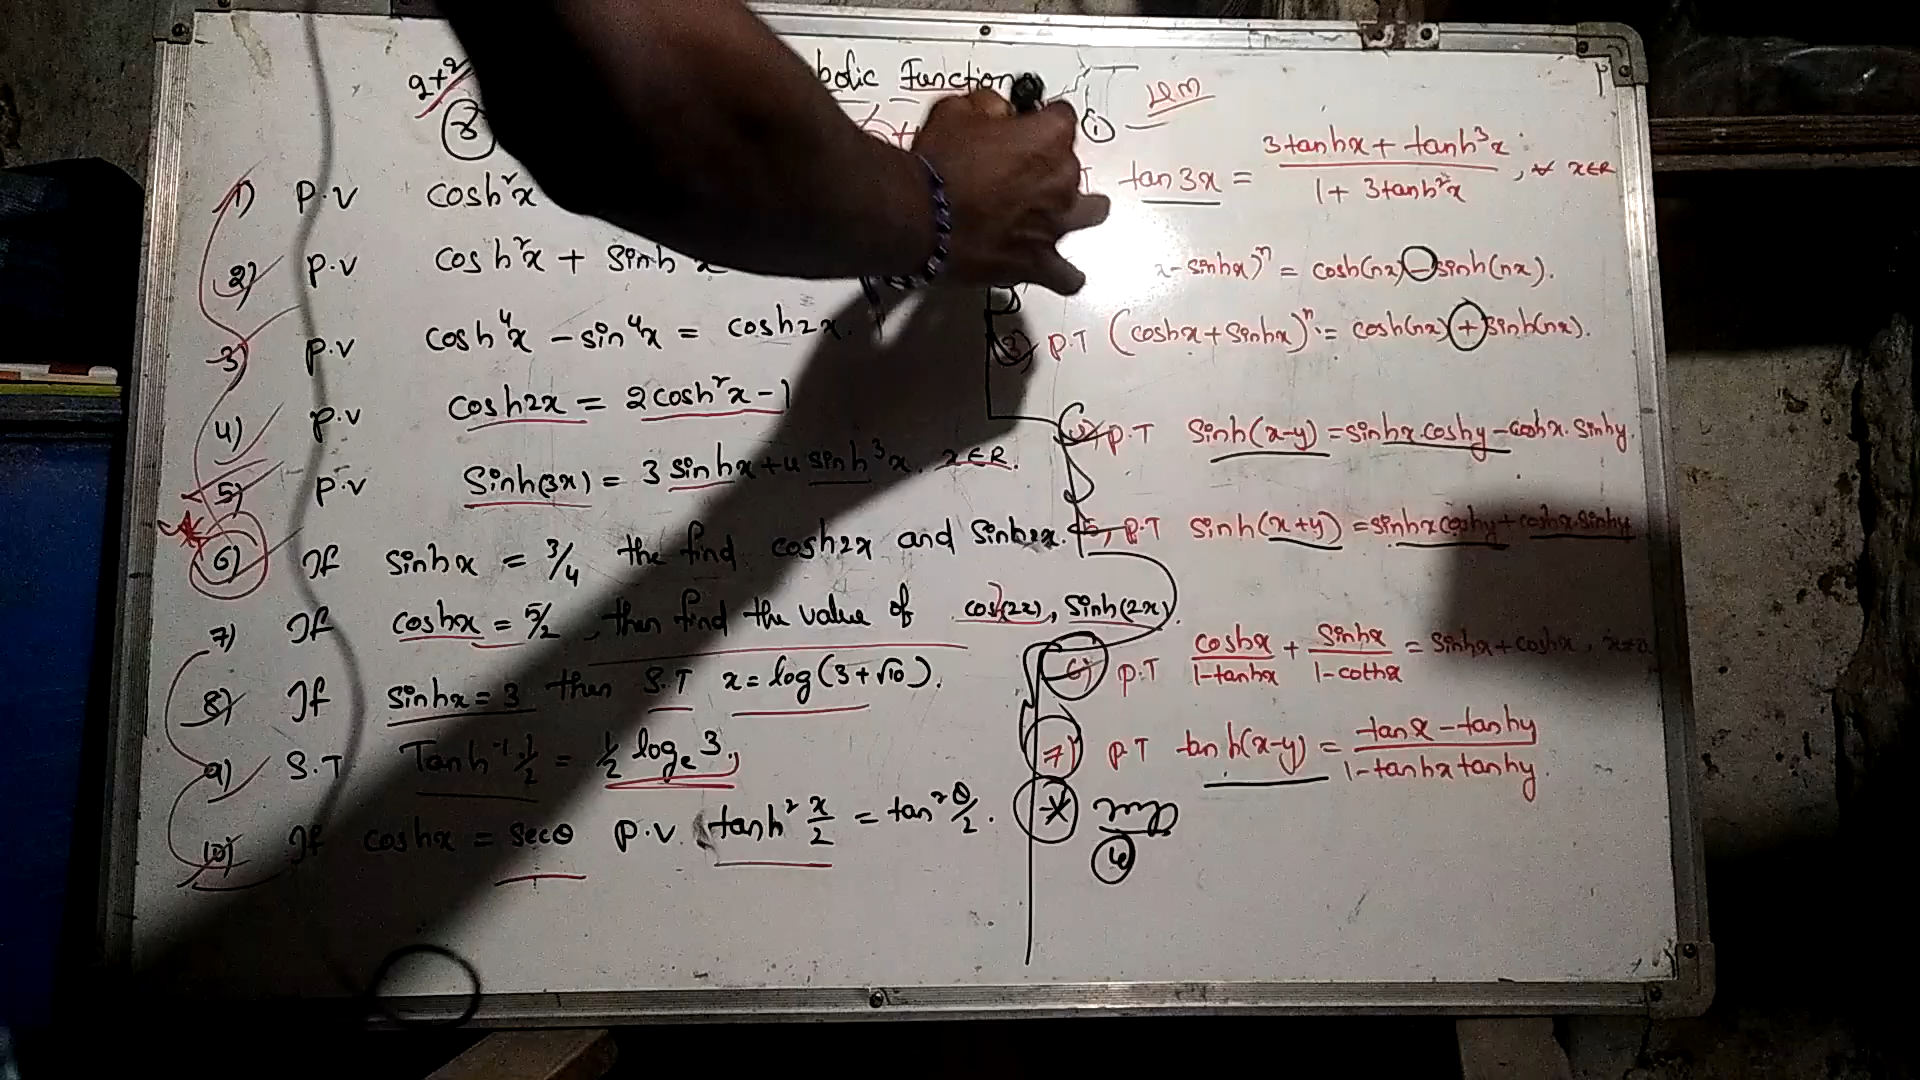 2+2
8
bolic Function
1) P.V cosh²x
2) P.V cosh²x + sinh
3) P.V cosh⁴x - sin⁴x = cosh2x.
4) P.V cosh2x = 2cosh²x - 1
5) P.V Sinh(3x) = 3 sinhx + 4 sinh³x. x∈R.
6) If sinhx = 3/4 the find cosh2x and sinh2x.
7) If coshx = 5/2, then find the value of cosh(2x), sinh(2x).
8) If sinhx = 3 then S.T x = log(3+√10).
9) S.T Tanh⁻¹ 1/2 = 1/2 logₑ3.
10) If coshx = secθ P.V. tanh² x/2 = tan² θ/2.
1
T tan3x = (3tanhx + tanh³x)/(1 + 3tanh²x), ∀ x∈R
x - sinhx)ⁿ = cosh(nx) - sinh(nx).
3) P.T (coshx + sinhx)ⁿ = cosh(nx) + sinh(nx).
P.T Sinh(x-y) = sinhx.coshy - coshx.sinhy.
5, P.T sinh(x+y) = sinhx coshy + coshx.sinhy
6) P.T coshx/(1-tanhx) + sinhx/(1-cothx) = sinhx + coshx,
7) P.T tanh(x-y) = (tanx - tanhy)/(1-tanhx tanhy).